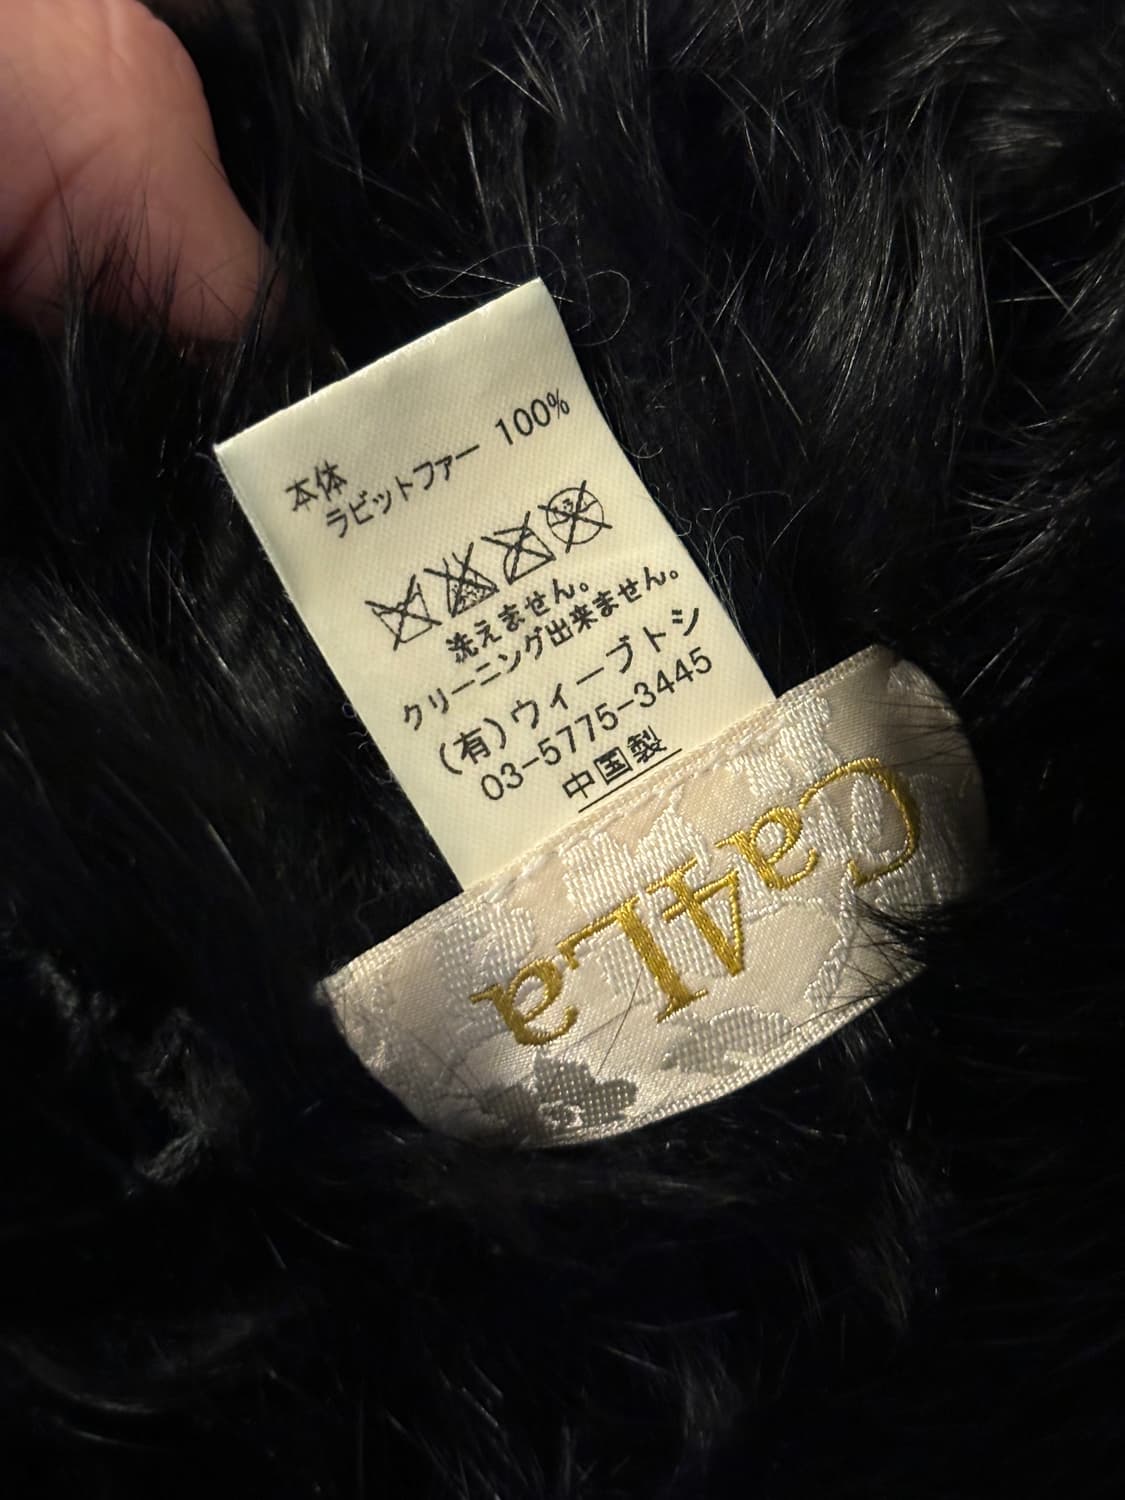 本体
ラビットファー 100%
洗えません。
クリーニング出来ません。
(有)ウィーブトシ
03-5775-3445
中国製
Ca4La